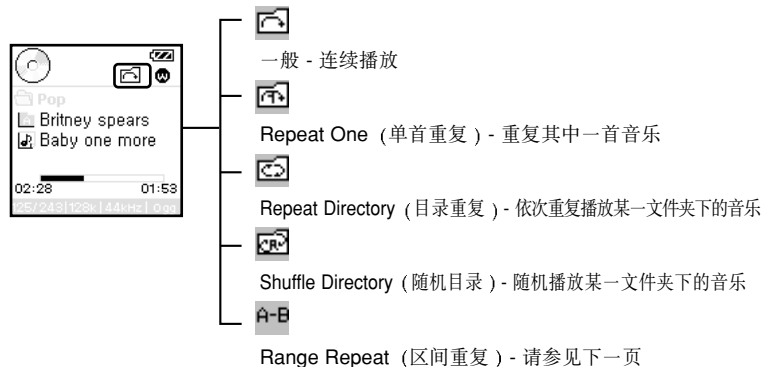 Pop
Britney spears
Baby one more
02:28 01:53
125/243|128k|44kHz|Ogg
一般 - 连续播放
Repeat One (单首重复) - 重复其中一首音乐
Repeat Directory (目录重复) - 依次重复播放某一文件夹下的音乐
Shuffle Directory (随机目录) - 随机播放某一文件夹下的音乐
A-B
Range Repeat (区间重复) - 请参见下一页